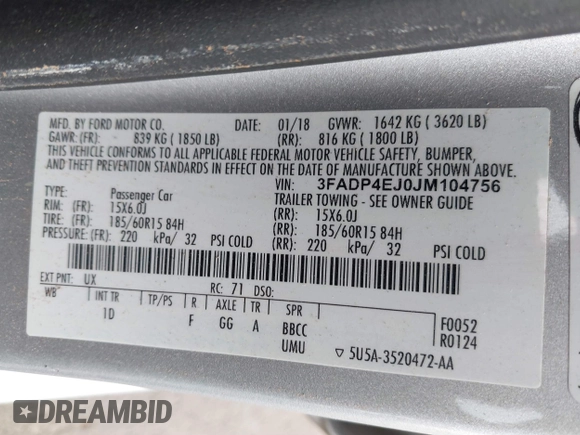 MFD. BY FORD MOTOR CO. DATE: 01/18 GVWR: 1642 KG ( 3620 LB)
GAWR: (FR): 839 KG ( 1850 LB) (RR): 816 KG ( 1800 LB)
THIS VEHICLE CONFORMS TO ALL APPLICABLE FEDERAL MOTOR VEHICLE SAFETY, BUMPER,
AND THEFT PREVENTION STANDARDS IN EFFECT ON THE DATE OF MANUFACTURE SHOWN ABOVE.
VIN: 3FADP4EJ0JM104756
TYPE: Passenger Car TRAILER TOWING - SEE OWNER GUIDE
RIM: (FR): 15X6.0J (RR): 15X6.0J
TIRE: (FR): 185/60R15 84H (RR): 185/60R15 84H
PRESSURE: (FR): 220 kPa/ 32 PSI COLD (RR): 220 kPa/ 32 PSI COLD
EXT PNT: UX RC: 71 DSO:
WB INT TR TP/PS R AXLE TR SPR
1D F GG A BBCC
UMU
F0052
R0124
▽ 5U5A-3520472-AA
DREAMBID